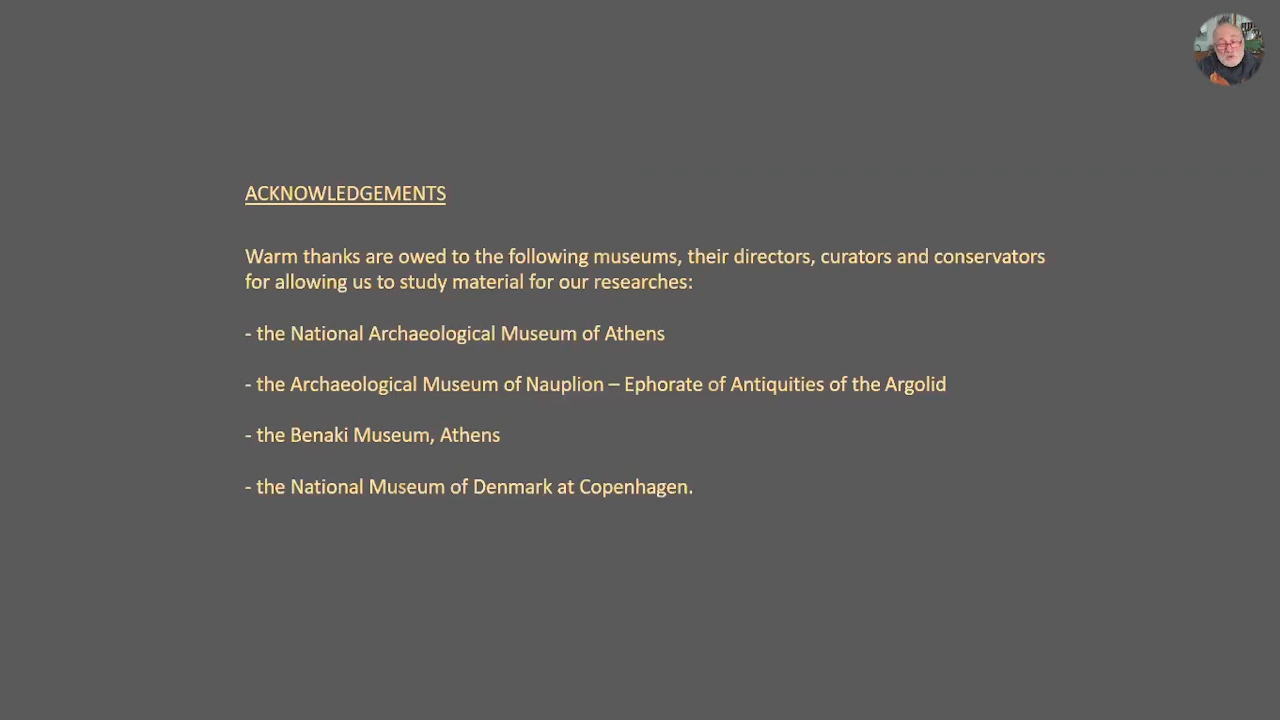 ACKNOWLEDGEMENTS
Warm thanks are owed to the following museums, their directors, curators and conservators
for allowing us to study material for our researches:
- the National Archaeological Museum of Athens
- the Archaeological Museum of Nauplion – Ephorate of Antiquities of the Argolid
- the Benaki Museum, Athens
- the National Museum of Denmark at Copenhagen.